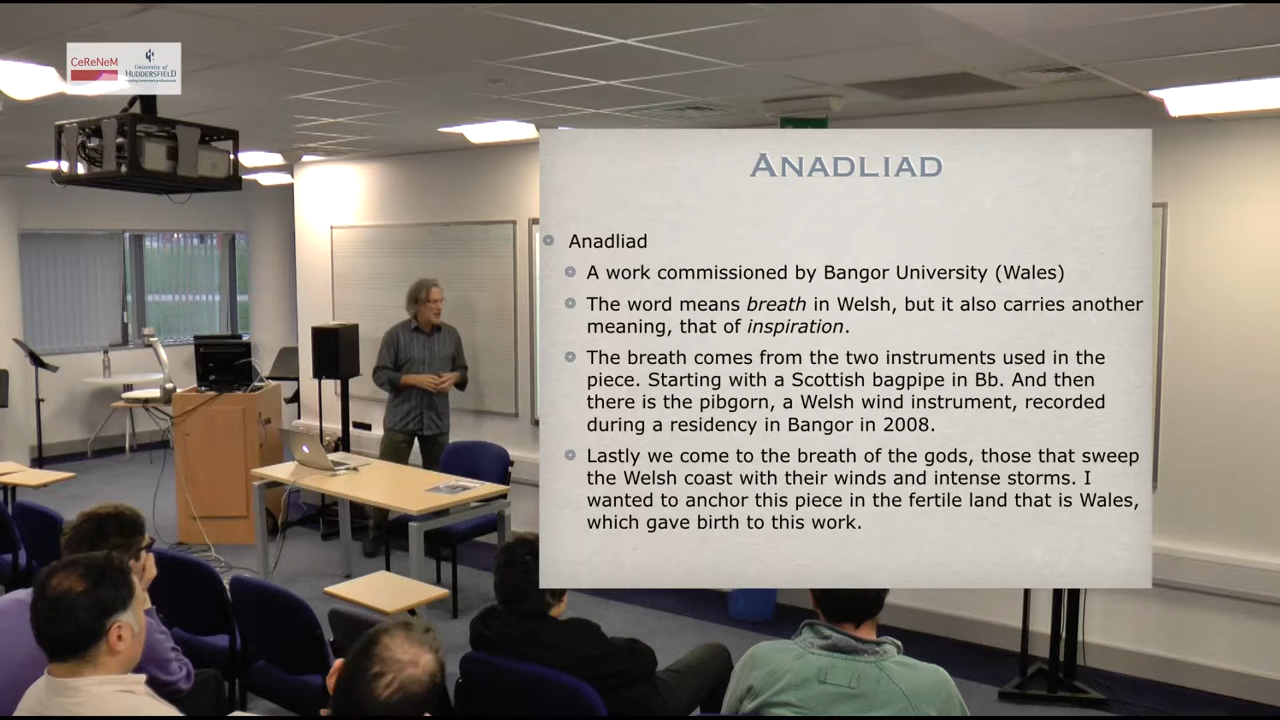 CeReNeM
University of
HUDDERSFIELD
ANADLIAD
Anadliad
A work commissioned by Bangor University (Wales)
The word means breath in Welsh, but it also carries another
meaning, that of inspiration.
The breath comes from the two instruments used in the
piece. Starting with a Scottish bagpipe in Bb. And then
there is the pibgorn, a Welsh wind instrument, recorded
during a residency in Bangor in 2008.
Lastly we come to the breath of the gods, those that sweep
the Welsh coast with their winds and intense storms. I
wanted to anchor this piece in the fertile land that is Wales,
which gave birth to this work.